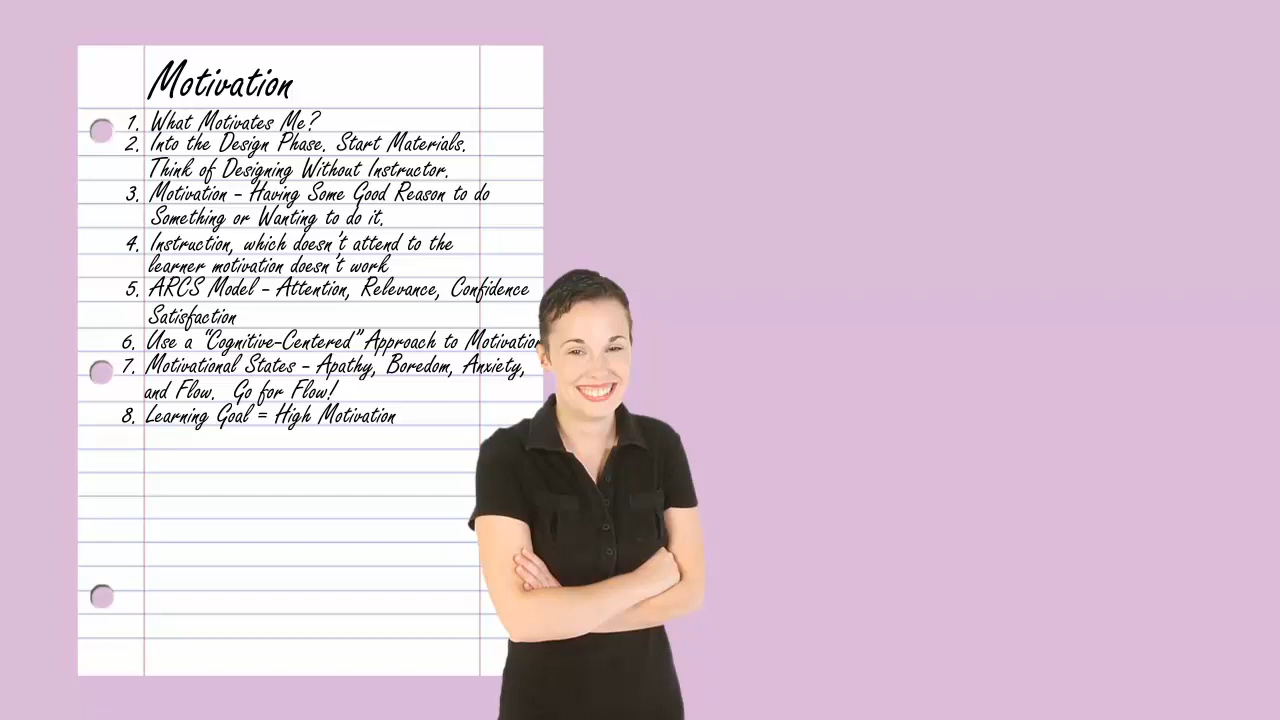 Motivation
1. What Motivates Me?
2. Into the Design Phase. Start Materials.
Think of Designing Without Instructor.
3. Motivation - Having Some Good Reason to do
Something or Wanting to do it.
4. Instruction, which doesn't attend to the
learner motivation doesn't work
5. ARCS Model - Attention, Relevance, Confidence
Satisfaction
6. Use a "Cognitive-Centered" Approach to Motivation
7. Motivational States - Apathy, Boredom, Anxiety,
and Flow. Go for Flow!
8. Learning Goal = High Motivation